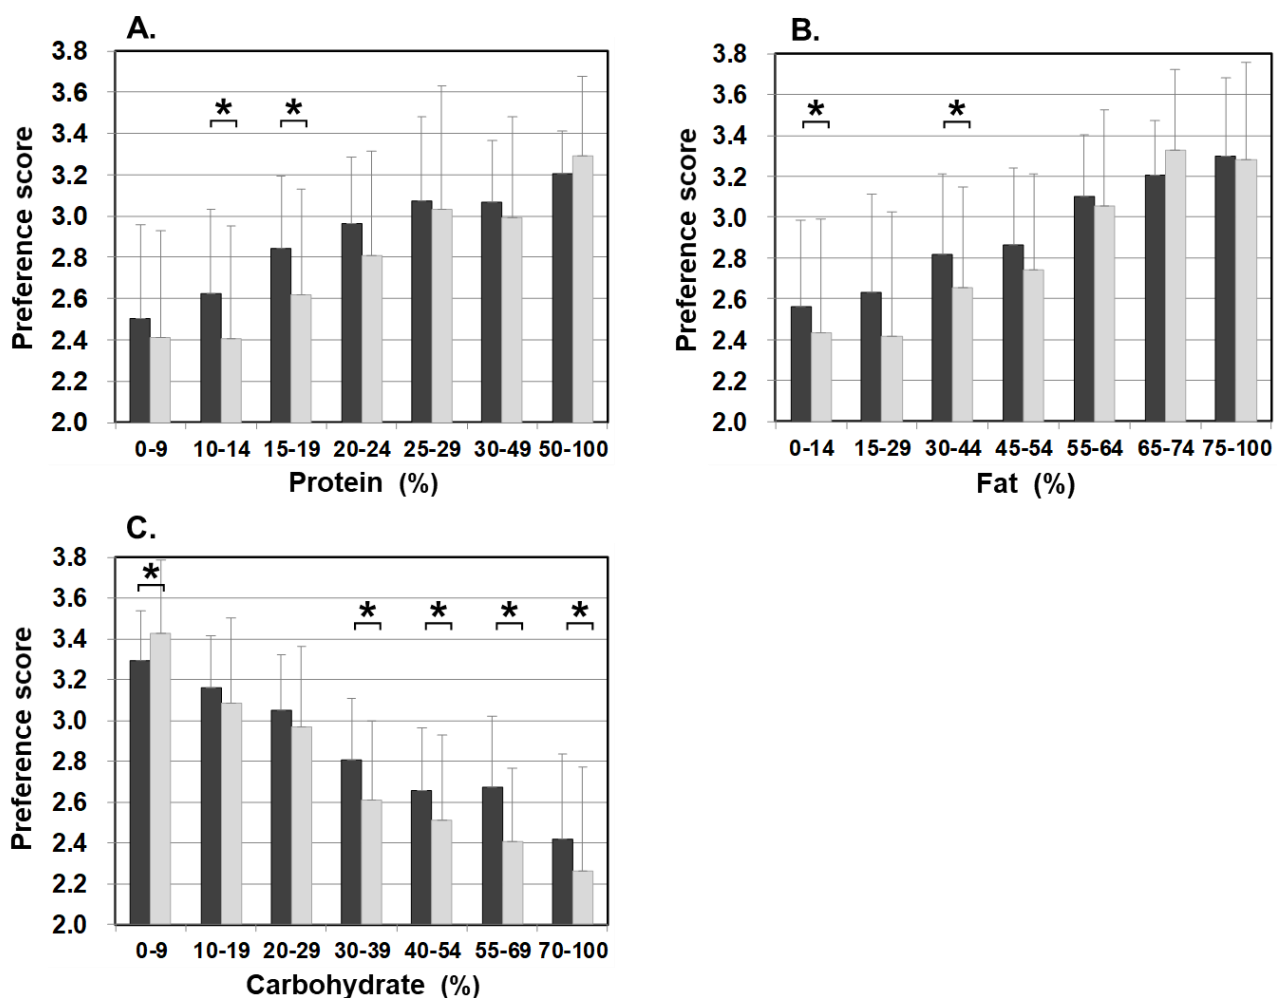 A.
3.8
3.6
3.4
3.2
3.0
2.8
2.6
2.4
2.2
2.0
Preference score
* *
0-9 10-14 15-19 20-24 25-29 30-49 50-100
Protein (%)
B.
3.8
3.6
3.4
3.2
3.0
2.8
2.6
2.4
2.2
2.0
Preference score
* *
0-14 15-29 30-44 45-54 55-64 65-74 75-100
Fat (%)
C.
3.8
3.6
3.4
3.2
3.0
2.8
2.6
2.4
2.2
2.0
Preference score
* * * * *
0-9 10-19 20-29 30-39 40-54 55-69 70-100
Carbohydrate (%)